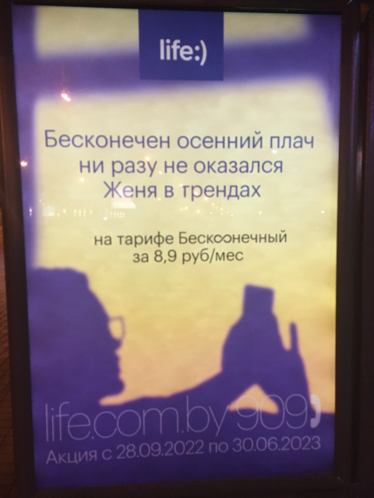 life:)
Бесконечен осенний плач
ни разу не оказался
Женя в трендах
на тарифе Бескоонечный
за 8,9 руб/мес
life.com.by 909
Акция с 28.09.2022 по 30.06.2023